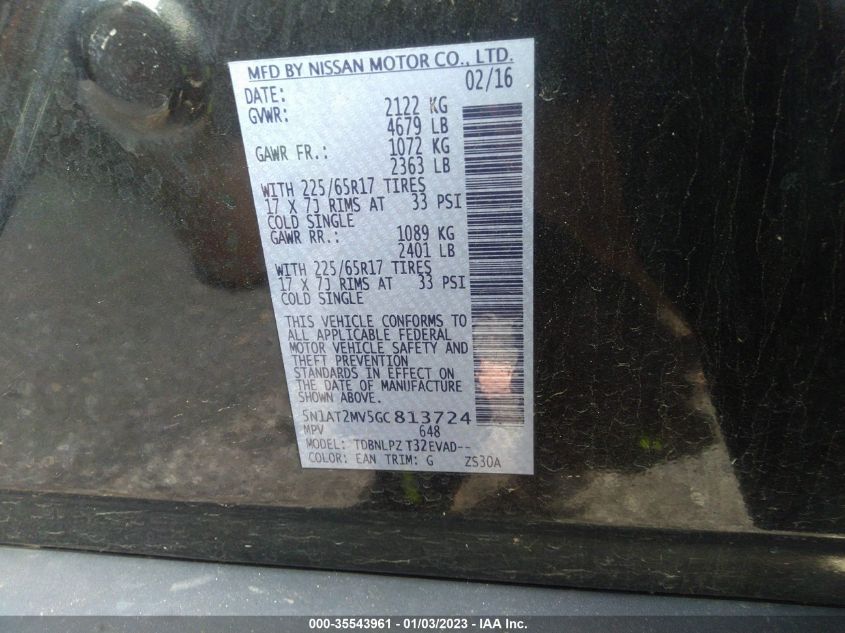 MFD BY NISSAN MOTOR CO., LTD.
DATE: 02/16
GVWR: 2122 KG
4679 LB
GAWR FR.: 1072 KG
2363 LB
WITH 225/65R17 TIRES
17 X 7J RIMS AT 33 PSI
COLD SINGLE
GAWR RR.: 1089 KG
2401 LB
WITH 225/65R17 TIRES
17 X 7J RIMS AT 33 PSI
COLD SINGLE
THIS VEHICLE CONFORMS TO
ALL APPLICABLE FEDERAL
MOTOR VEHICLE SAFETY AND
THEFT PREVENTION
STANDARDS IN EFFECT ON
THE DATE OF MANUFACTURE
SHOWN ABOVE.
5N1AT2MV5GC813724
MPV 648
MODEL: TDBNLPZ T32EVAD--
COLOR: EAN TRIM: G ZS30A
000-35543961 - 01/03/2023 - IAA Inc.